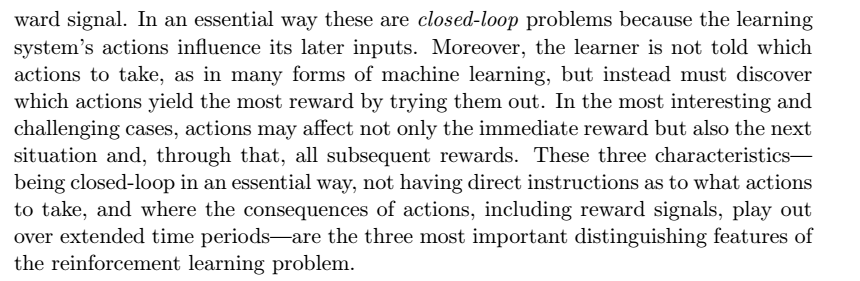 ward signal. In an essential way these are closed-loop problems because the learning
system's actions influence its later inputs. Moreover, the learner is not told which
actions to take, as in many forms of machine learning, but instead must discover
which actions yield the most reward by trying them out. In the most interesting and
challenging cases, actions may affect not only the immediate reward but also the next
situation and, through that, all subsequent rewards. These three characteristics—
being closed-loop in an essential way, not having direct instructions as to what actions
to take, and where the consequences of actions, including reward signals, play out
over extended time periods—are the three most important distinguishing features of
the reinforcement learning problem.